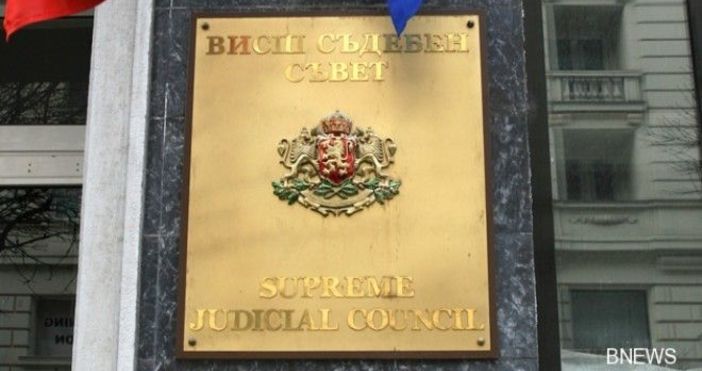 ВИСШ СЪДЕБЕН
СЪВЕТ
SUPREME
JUDICIAL COUNCIL
BNEWS